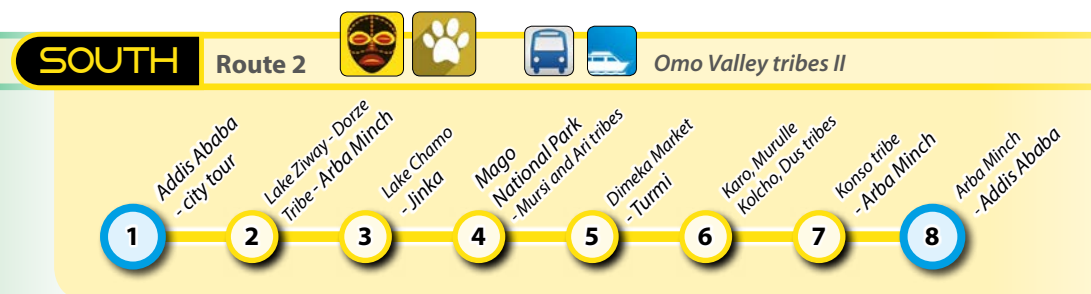 SOUTH Route 2 Omo Valley tribes II
Addis Ababa
- city tour
Lake Ziway - Dorze
Tribe - Arba Minch
Lake Chamo
- Jinka
Mago
National Park
- Mursi and Ari tribes
Dimeka Market
- Turmi
Karo, Murulle
Kolcho, Dus tribes
Konso tribe
- Arba Minch
Arba Minch
- Addis Ababa
1 2 3 4 5 6 7 8